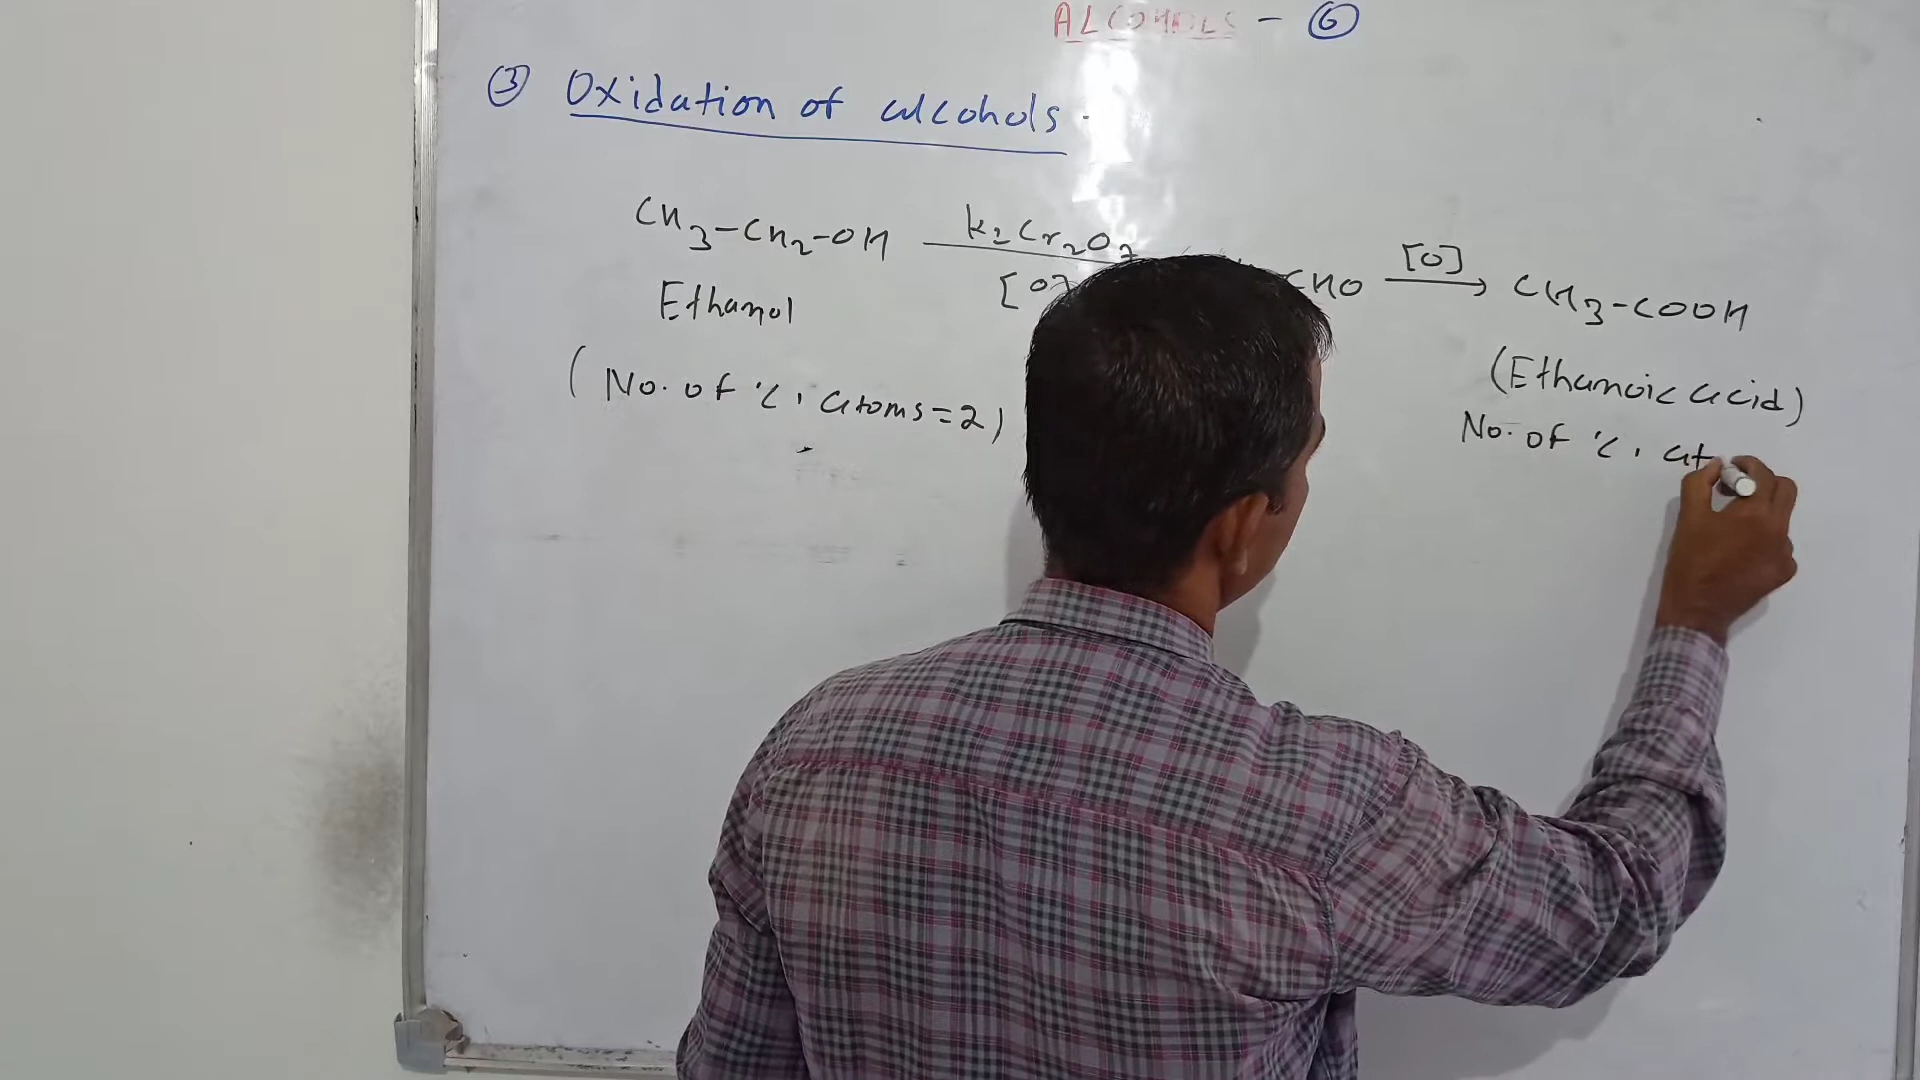 ALCOHOLS - ⑥
③ Oxidation of alcohols.
CH3-CH2-OH K2Cr2O7 [O] CHO [O] → CH3-COOH
Ethanol
(Ethanoic acid)
(No. of 'C' atoms=2)
No. of 'C' at